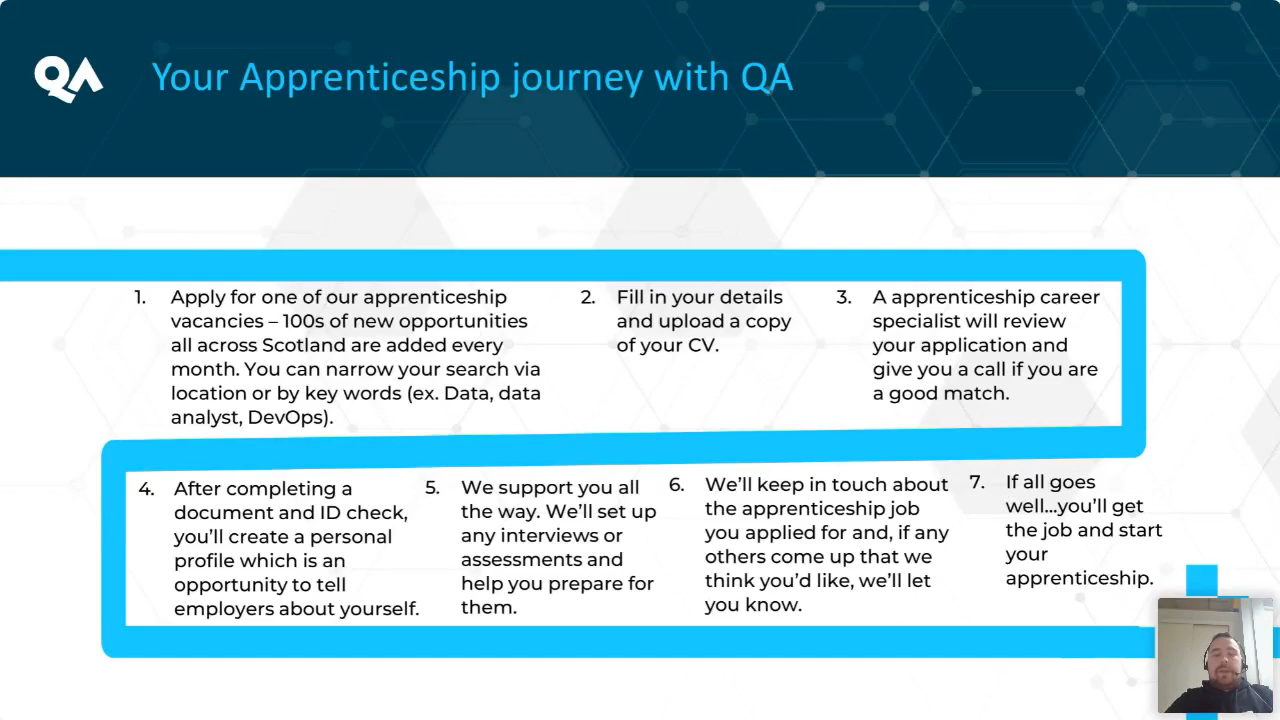 QA
Your Apprenticeship journey with QA
1. Apply for one of our apprenticeship
vacancies – 100s of new opportunities
all across Scotland are added every
month. You can narrow your search via
location or by key words (ex. Data, data
analyst, DevOps).
2. Fill in your details
and upload a copy
of your CV.
3. A apprenticeship career
specialist will review
your application and
give you a call if you are
a good match.
4. After completing a
document and ID check,
you’ll create a personal
profile which is an
opportunity to tell
employers about yourself.
5. We support you all
the way. We’ll set up
any interviews or
assessments and
help you prepare for
them.
6. We’ll keep in touch about
the apprenticeship job
you applied for and, if any
others come up that we
think you’d like, we’ll let
you know.
7. If all goes
well…you’ll get
the job and start
your
apprenticeship.